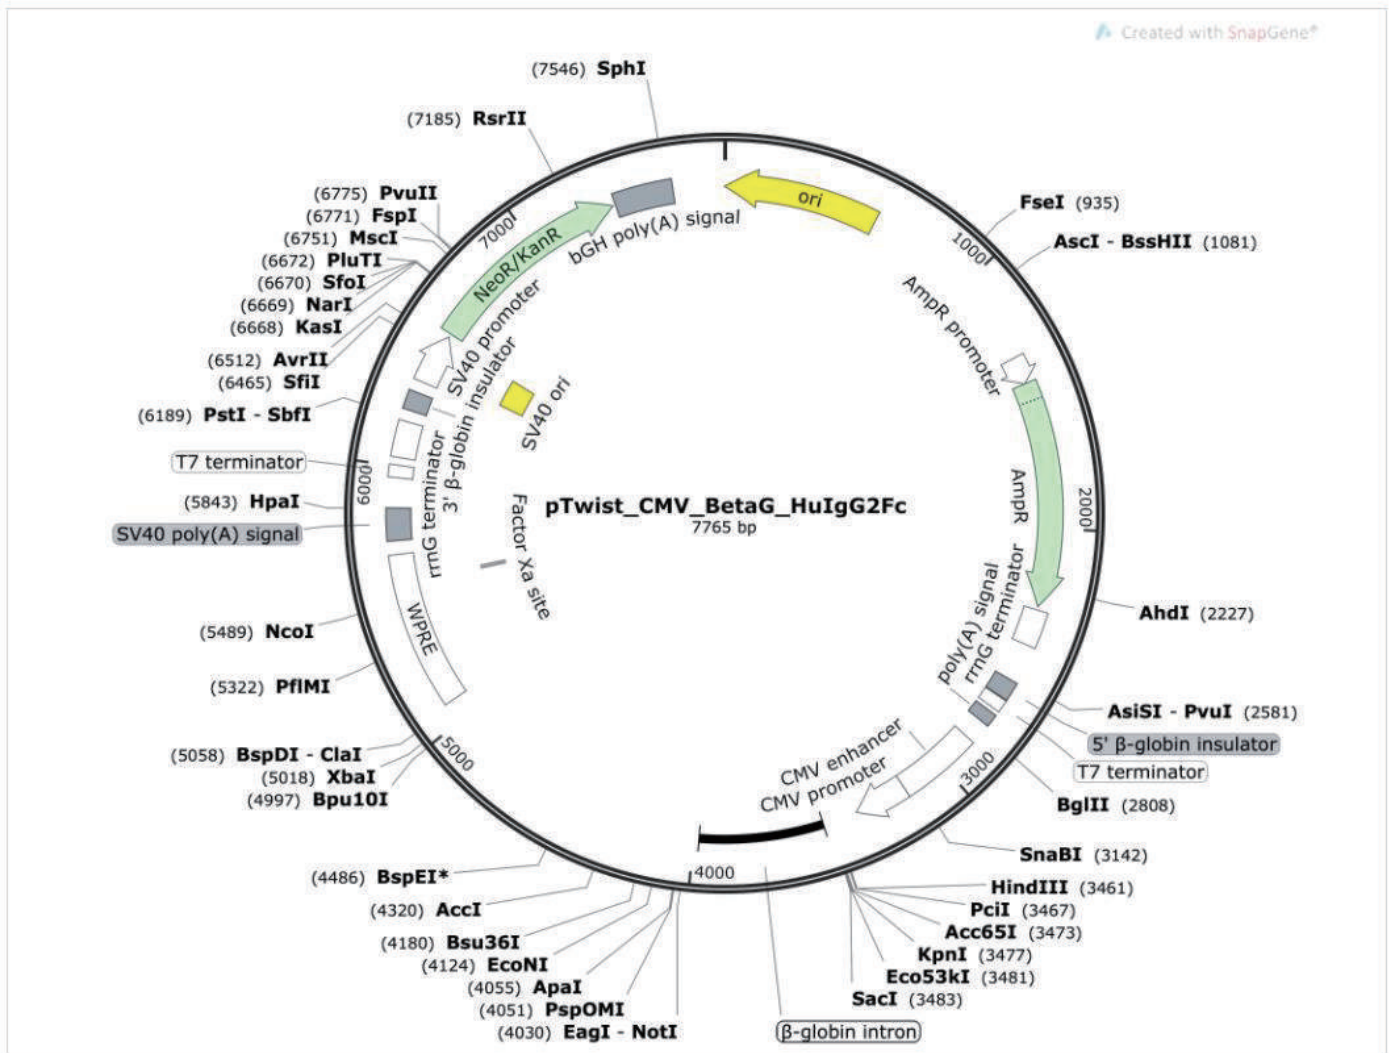 Created with SnapGene®
(7546) SphI
(7185) RsrII
(6775) PvuII
(6771) FspI
(6751) MscI
(6672) PluTI
(6670) SfoI
(6669) NarI
(6668) KasI
(6512) AvrII
(6465) SfiI
(6189) PstI - SbfI
T7 terminator
(5843) HpaI
SV40 poly(A) signal
(5489) NcoI
(5322) PflMI
(5058) BspDI - ClaI
(5018) XbaI
(4997) Bpu10I
(4486) BspEI*
(4320) AccI
(4180) Bsu36I
(4124) EcoNI
(4055) ApaI
(4051) PspOMI
(4030) EagI - NotI
FseI (935)
AscI - BssHII (1081)
AhdI (2227)
AsiSI - PvuI (2581)
5' β-globin insulator
T7 terminator
BglII (2808)
SnaBI (3142)
HindIII (3461)
PciI (3467)
Acc65I (3473)
KpnI (3477)
Eco53kI (3481)
SacI (3483)
β-globin intron
1000
2000
3000
4000
5000
6000
7000
ori
AmpR promoter
AmpR
rrnG terminator
poly(A) signal
CMV enhancer
CMV promoter
WPRE
Factor Xa site
rrnG terminator
3' β-globin insulator
SV40 promoter
SV40 ori
NeoR/KanR
bGH poly(A) signal
pTwist_CMV_BetaG_HuIgG2Fc
7765 bp